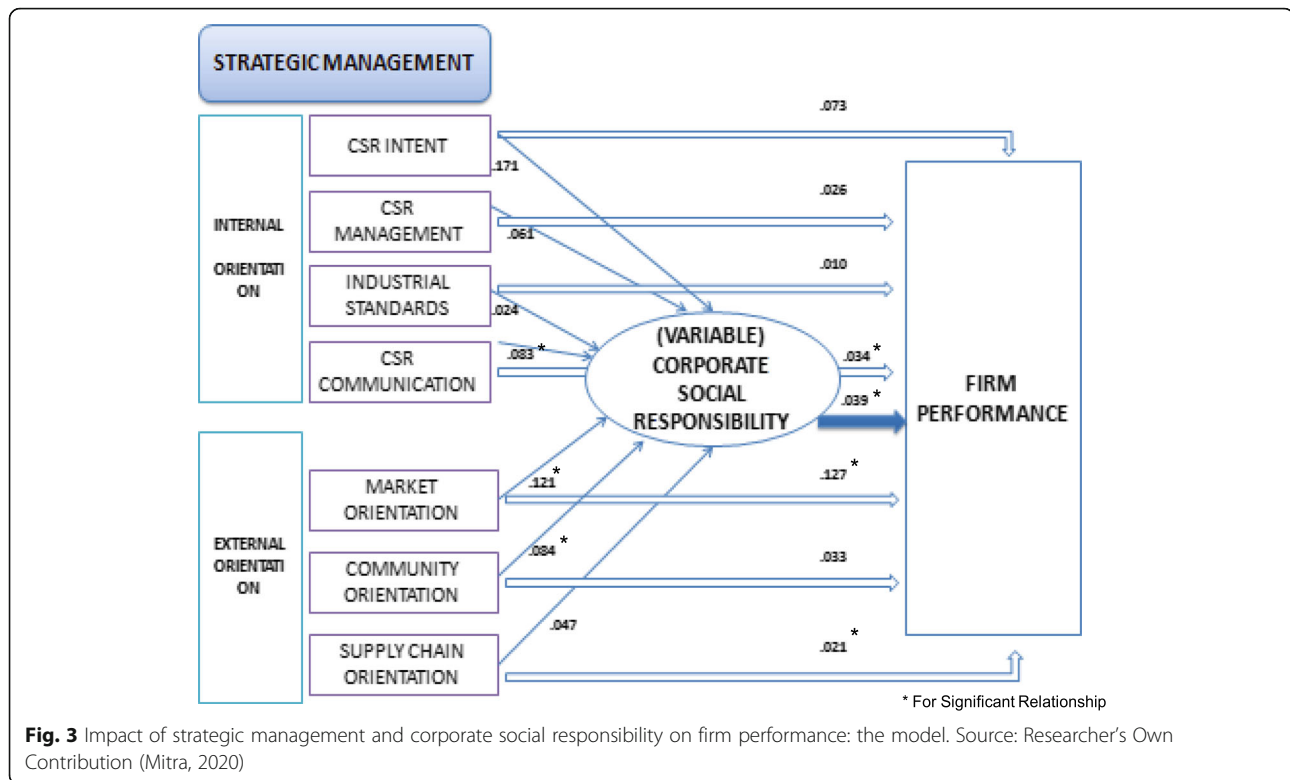 STRATEGIC MANAGEMENT
.073
CSR INTENT
.171
.026
CSR
MANAGEMENT
.061
INTERNAL
ORIENTATI
ON
.010
INDUSTRIAL
STANDARDS
.024
(VARIABLE)
CORPORATE
SOCIAL
RESPONSIBILITY
.083 *
CSR
COMMUNICATION
.034 *
.039 *
FIRM
PERFORMANCE
MARKET
ORIENTATION
.121 *
.127 *
EXTERNAL
ORIENTATI
ON
.084 *
COMMUNITY
ORIENTATION
.033
.047
SUPPLY CHAIN
ORIENTATION
.021 *
* For Significant Relationship
Fig. 3 Impact of strategic management and corporate social responsibility on firm performance: the model. Source: Researcher's Own
Contribution (Mitra, 2020)